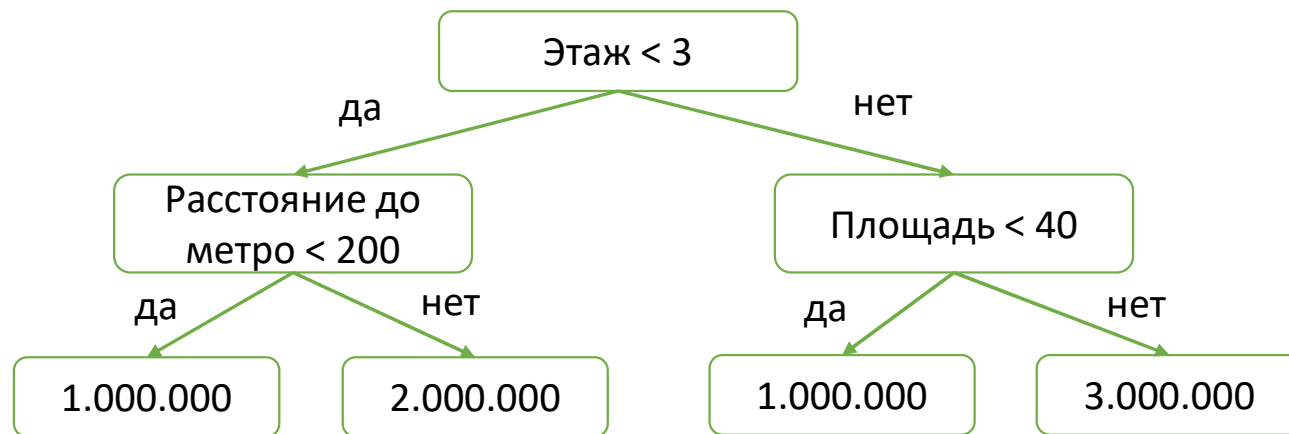 Этаж < 3
да
нет
Расстояние до
метро < 200
Площадь < 40
да
нет
да
нет
1.000.000
2.000.000
1.000.000
3.000.000